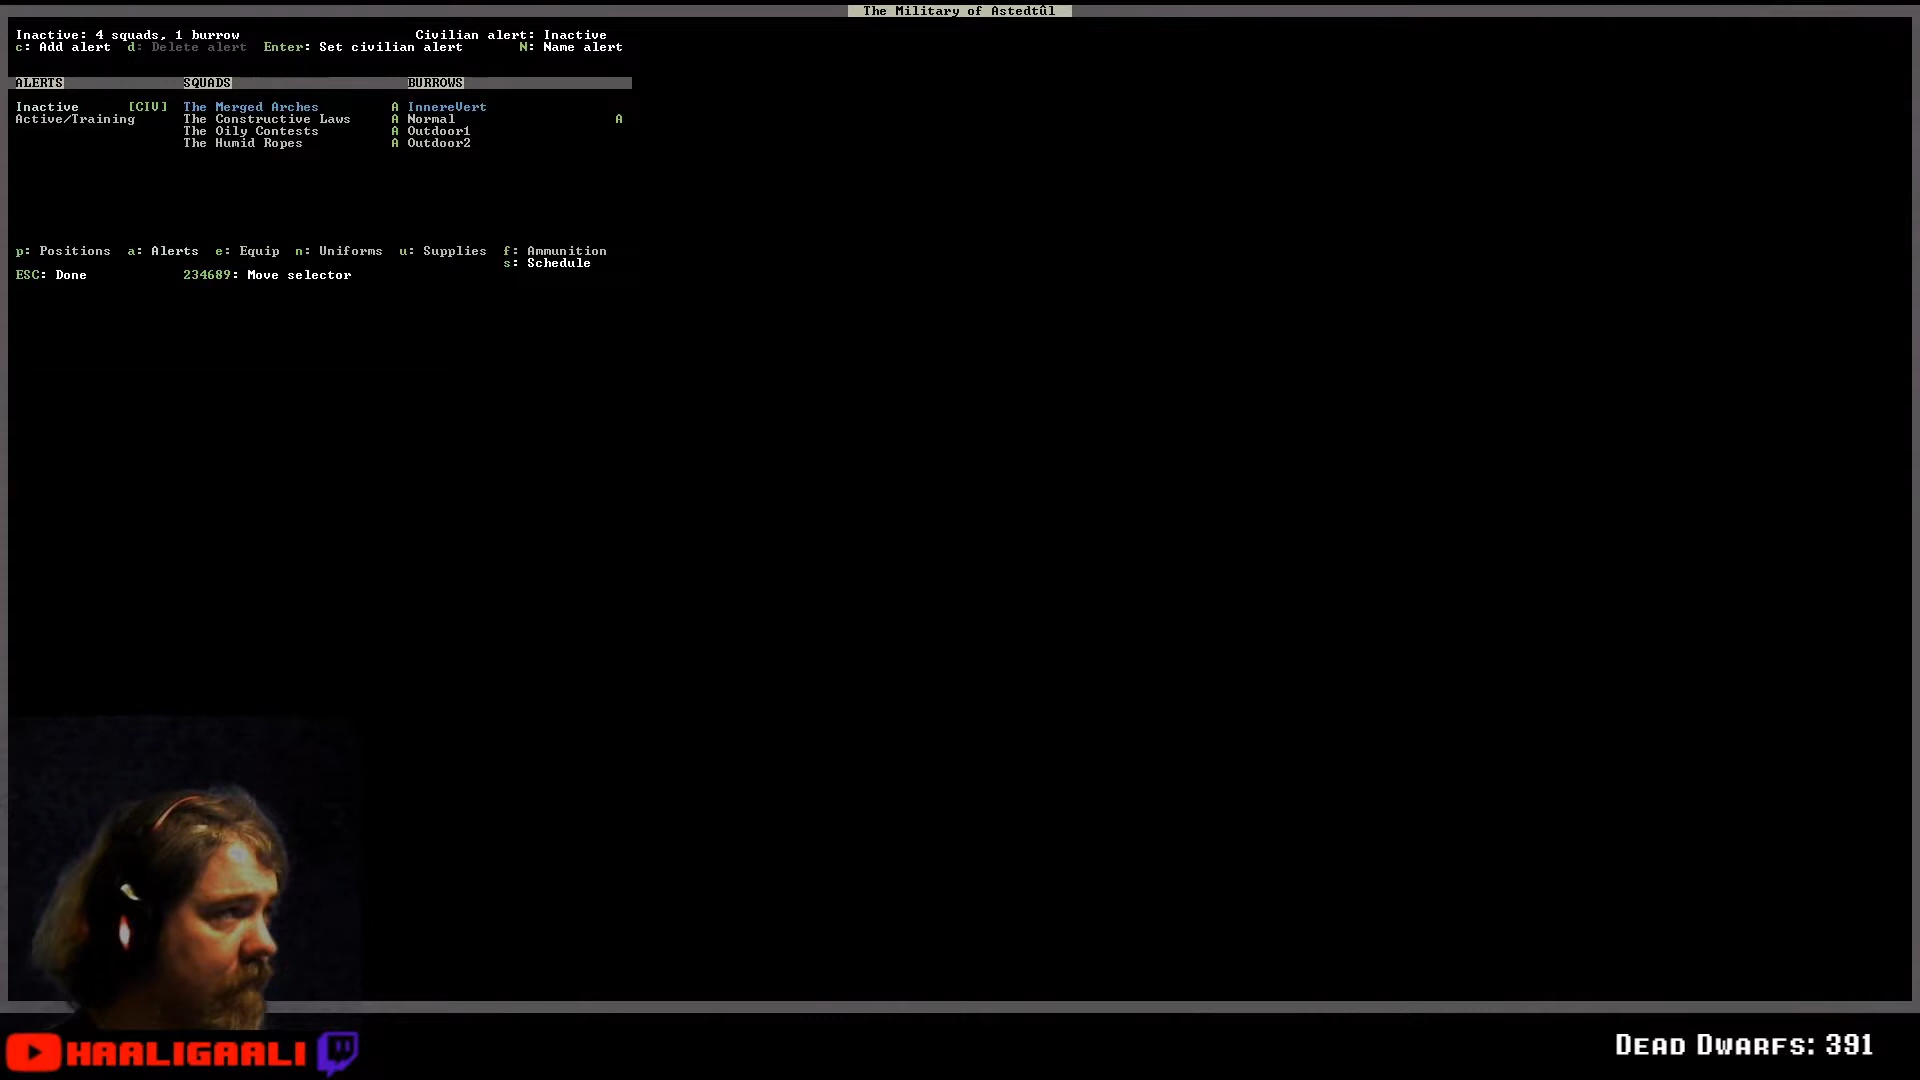 The Military of Astedtûl
Inactive: 4 squads, 1 burrow Civilian alert: Inactive
c: Add alert d: Delete alert Enter: Set civilian alert N: Name alert
ALERTS SQUADS BURROWS
Inactive [CIV] The Merged Arches A InnereVert
Active/Training The Constructive Laws A Normal A
The Oily Contests A Outdoor1
The Humid Ropes A Outdoor2
p: Positions a: Alerts e: Equip n: Uniforms u: Supplies f: Ammunition
s: Schedule
ESC: Done 234689: Move selector
HAALIGAALI
Dead Dwarfs: 391